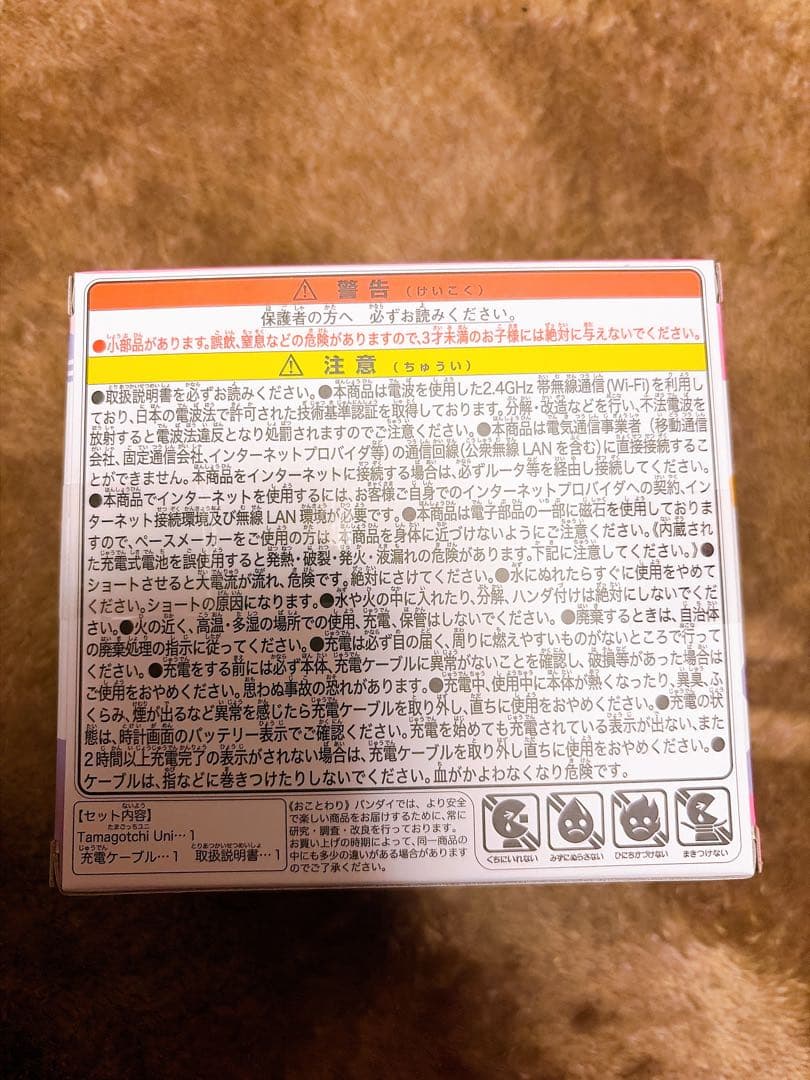 ⚠ 警告 (けいこく)
保護者の方へ 必ずお読みください。
●小部品があります。誤飲、窒息などの危険がありますので、3才未満のお子様には絶対に与えないでください。
⚠ 注意 (ちゅうい)
●取扱説明書を必ずお読みください。●本商品は電波を使用した2.4GHz 帯無線通信(Wi-Fi)を利用し
ており、日本の電波法で許可された技術基準認証を取得しております。分解・改造などを行い、不法電波を
放射すると電波法違反となり処罰されますのでご注意ください。●本商品は電気通信事業者(移動通信
会社、固定通信会社、インターネットプロバイダ等)の通信回線(公衆無線LANを含む)に直接接続するこ
とができません。本商品をインターネットに接続する場合は、必ずルータ等を経由し接続してください。
●本商品でインターネットを使用するには、お客様ご自身でのインターネットプロバイダへの契約、イン
ターネット接続環境及び無線LAN環境が必要です。●本商品は電子部品の一部に磁石を使用しており
ますので、ペースメーカーをご使用の方は、本商品を身体に近づけないようにご注意ください。《内蔵され
た充電式電池を誤使用すると発熱・破裂・発火・液漏れの危険があります。下記に注意してください。》●
ショートさせると大電流が流れ、危険です。絶対にさけてください。●水にぬれたらすぐに使用をやめて
ください。ショートの原因になります。●水や火の中に入れたり、分解、ハンダ付けは絶対にしないでくだ
さい。●火の近く、高温・多湿の場所での使用、充電、保管はしないでください。●廃棄するときは、自治体
の廃棄処理の指示に従ってください。●充電は必ず目の届く、周りに燃えやすいものがないところで行って
ください。●充電をする前には必ず本体、充電ケーブルに異常がないことを確認し、破損等があった場合は
ご使用をおやめください。思わぬ事故の恐れがあります。●充電中、使用中に本体が熱くなったり、異臭、ふ
くらみ、煙が出るなど異常を感じたら充電ケーブルを取り外し、直ちに使用をおやめください。●充電の状
態は、時計画面のバッテリー表示でご確認ください。充電を始めても充電されている表示が出ない、また
2時間以上充電完了の表示がされない場合は、充電ケーブルを取り外し直ちに使用をおやめください。●
ケーブルは、指などに巻きつけたりしないでください。血がかよわなくなり危険です。
【セット内容】
Tamagotchi Uni…1
充電ケーブル…1 取扱説明書…1
《おことわり》バンダイでは、より安全
で楽しい商品をお届けするために、常に
研究・調査・改良を行っております。
お買い上げの時期によって、同一商品の
中にも多少の違いがある場合があります
のでご了承ください。
くちにいれない みずにぬらさない ひにちかづけない まきつけない